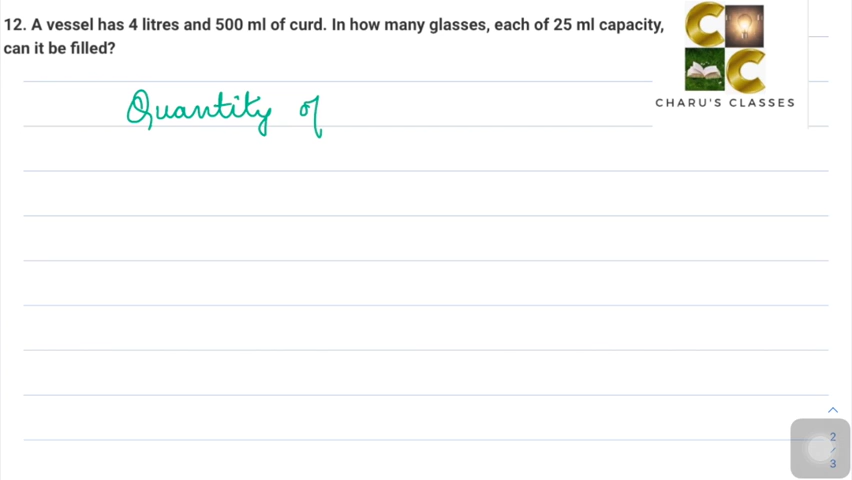 12. A vessel has 4 litres and 500 ml of curd. In how many glasses, each of 25 ml capacity,
can it be filled?
CHARU'S CLASSES
Quantity of
2
3